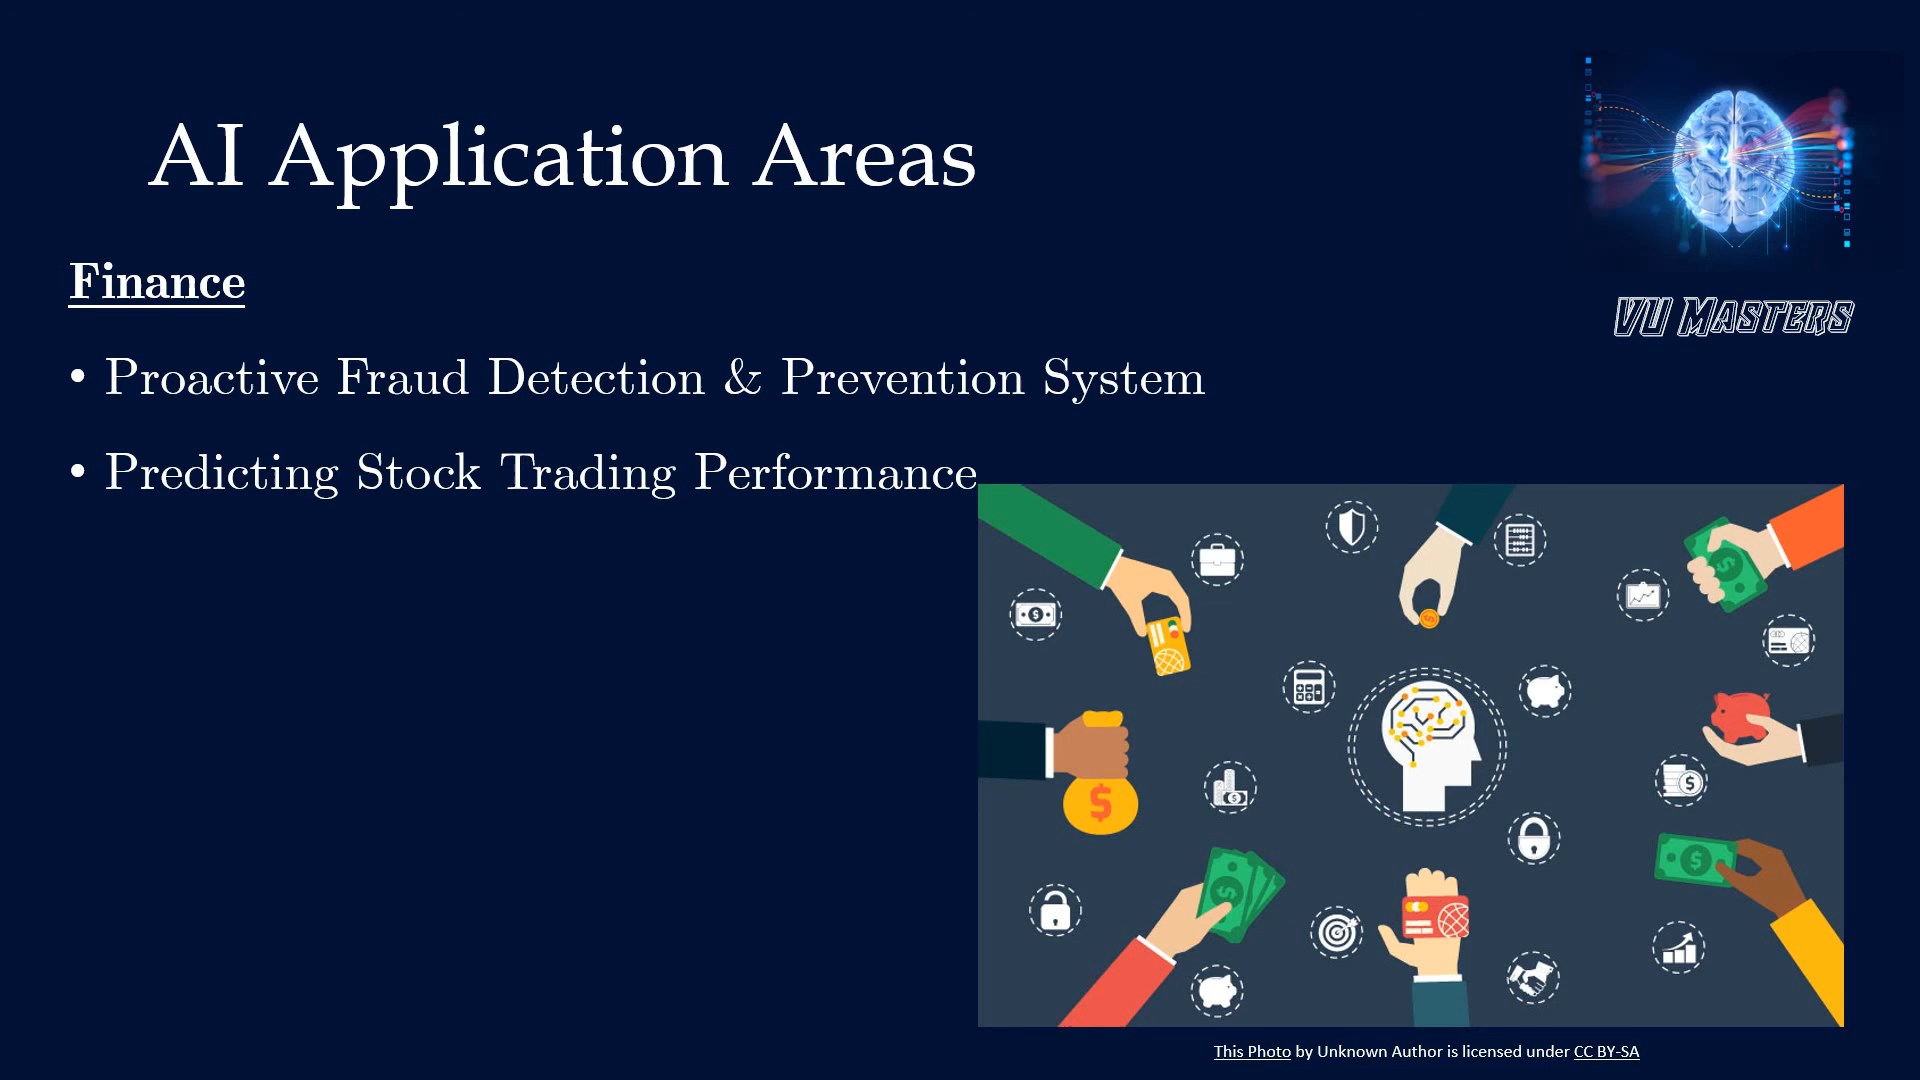 AI Application Areas
VU Masters
Finance
• Proactive Fraud Detection & Prevention System
• Predicting Stock Trading Performance
This Photo by Unknown Author is licensed under CC BY-SA